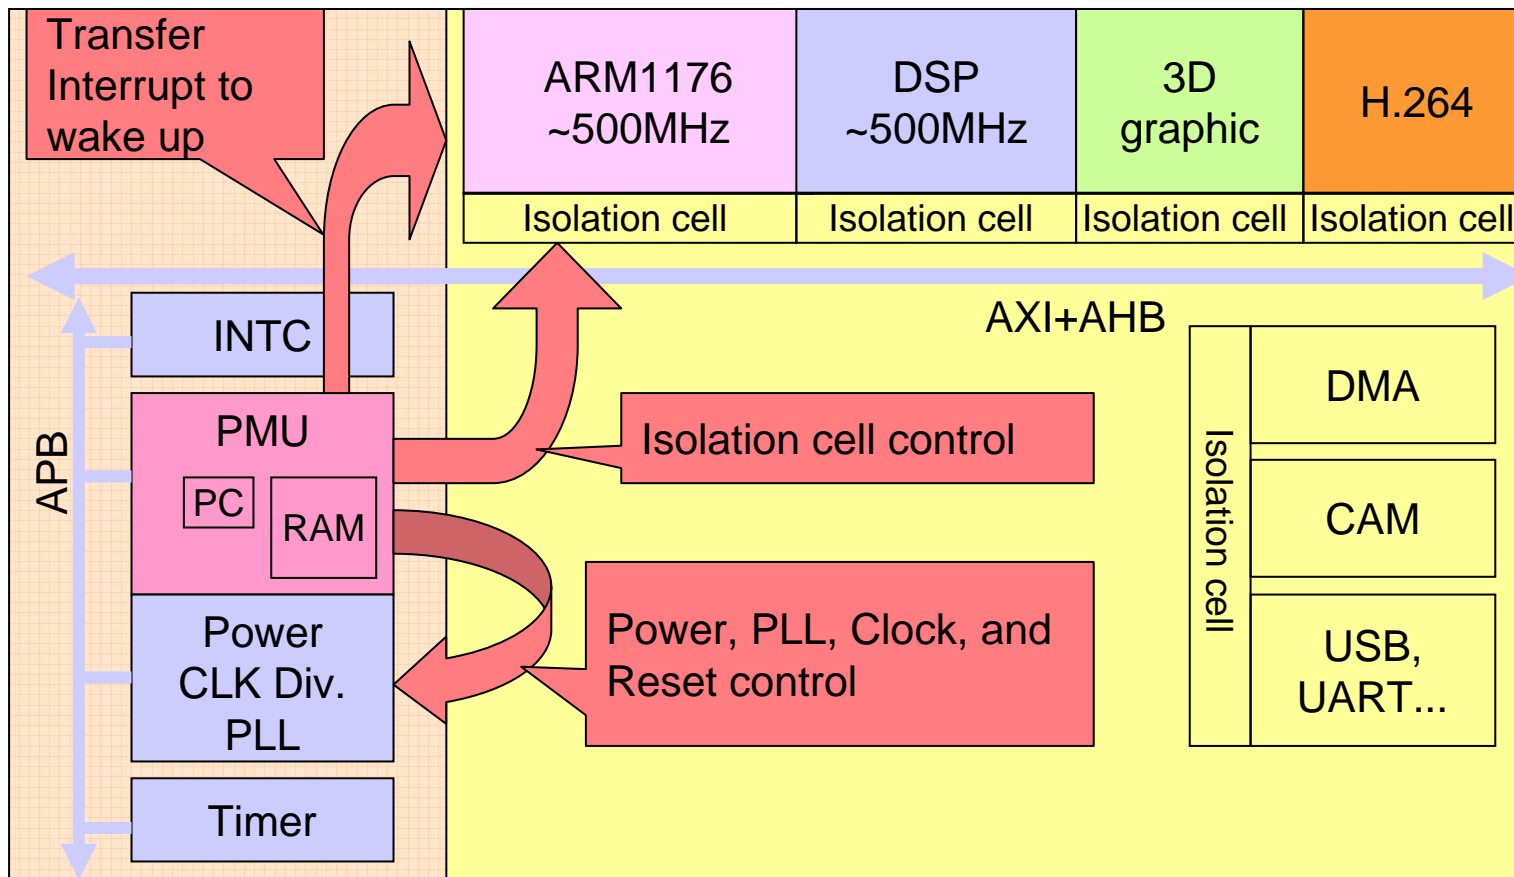 Transfer
Interrupt to
wake up
ARM1176
~500MHz
DSP
~500MHz
3D
graphic
H.264
Isolation cell
Isolation cell
Isolation cell
Isolation cell
AXI+AHB
INTC
PMU
PC
RAM
APB
Power
CLK Div.
PLL
Timer
Isolation cell control
Power, PLL, Clock, and
Reset control
Isolation cell
DMA
CAM
USB,
UART...